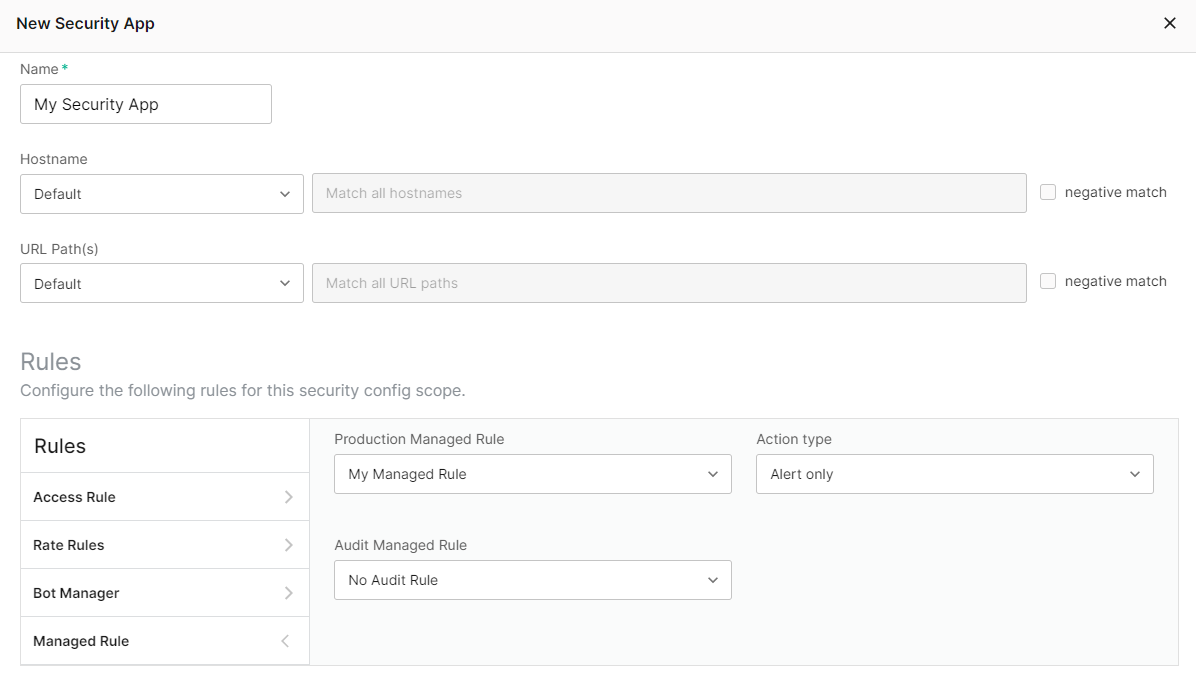 New Security App
Name *
My Security App
Hostname
Default
Match all hostnames
negative match
URL Path(s)
Default
Match all URL paths
negative match
Rules
Configure the following rules for this security config scope.
Rules
Access Rule
Rate Rules
Bot Manager
Managed Rule
Production Managed Rule
My Managed Rule
Action type
Alert only
Audit Managed Rule
No Audit Rule